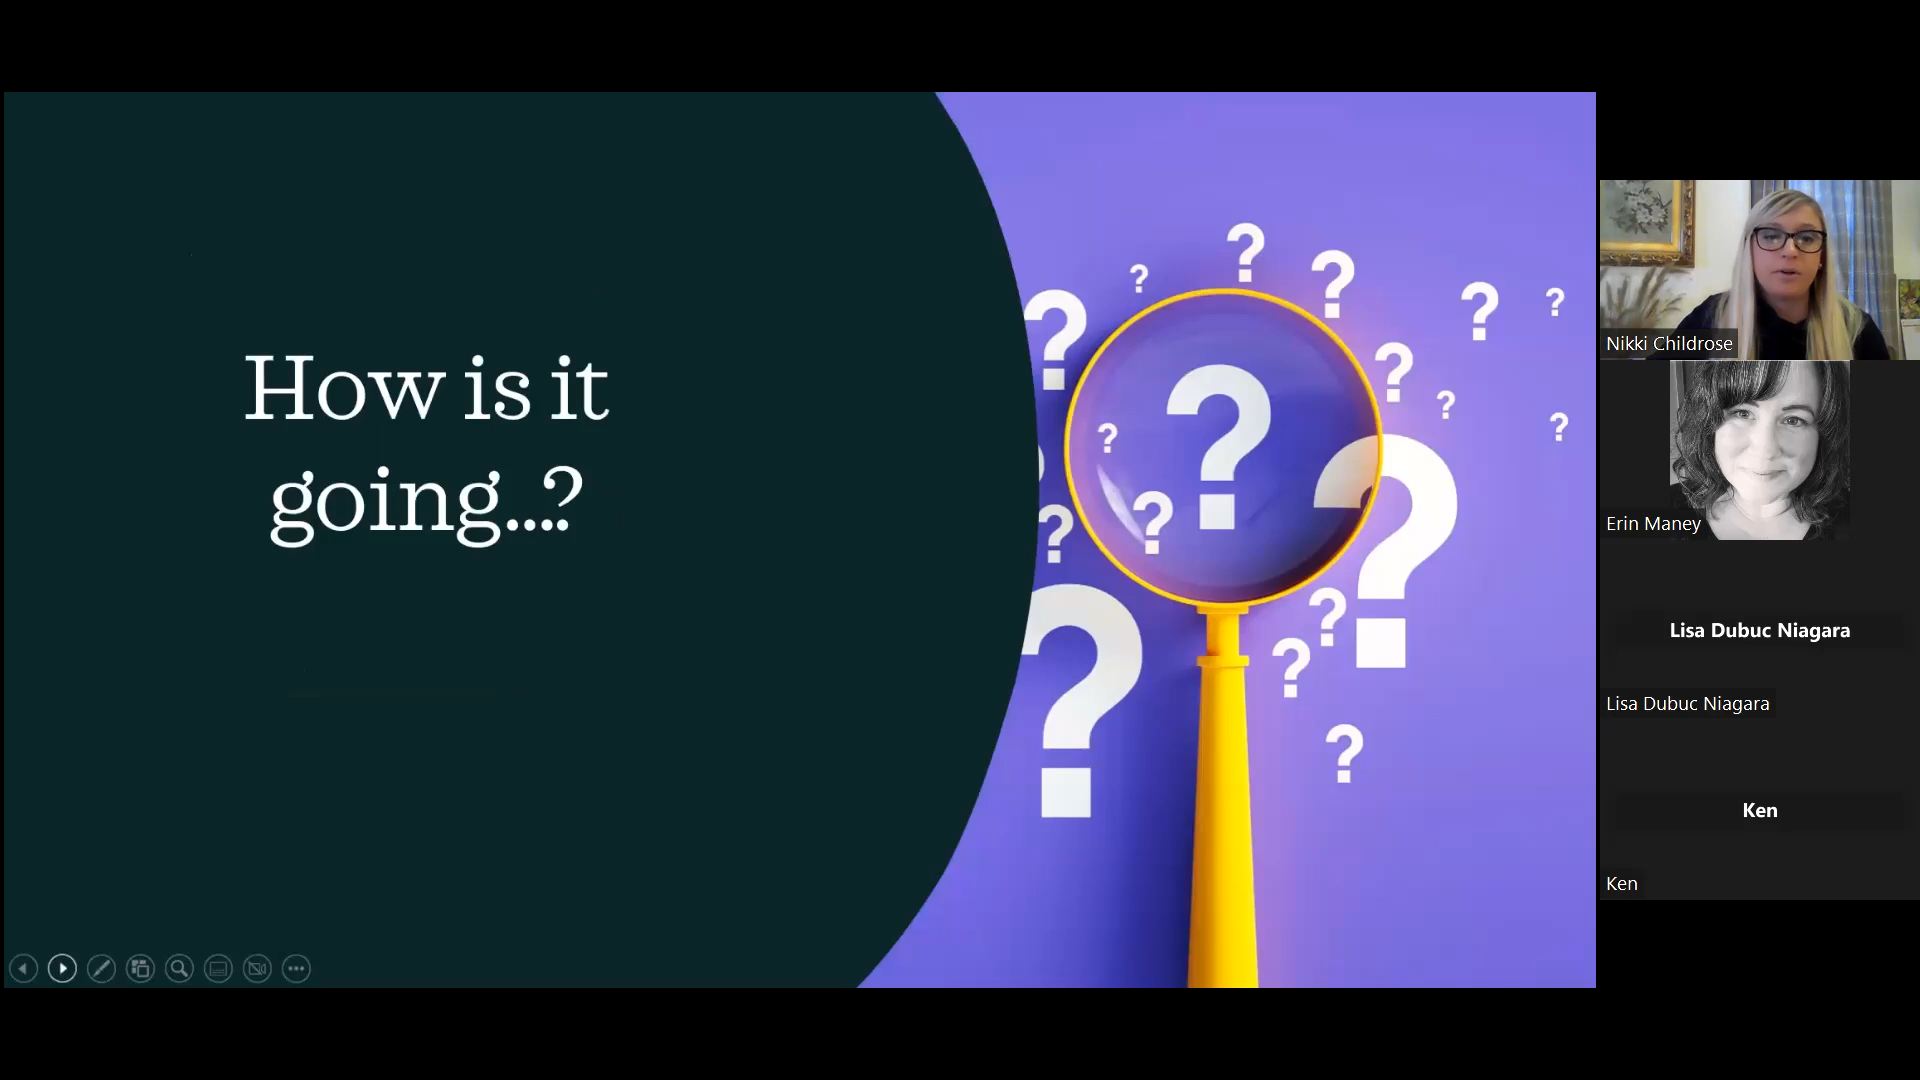 How is it
going...?
Nikki Childrose
Erin Maney
Lisa Dubuc Niagara
Lisa Dubuc Niagara
Ken
Ken